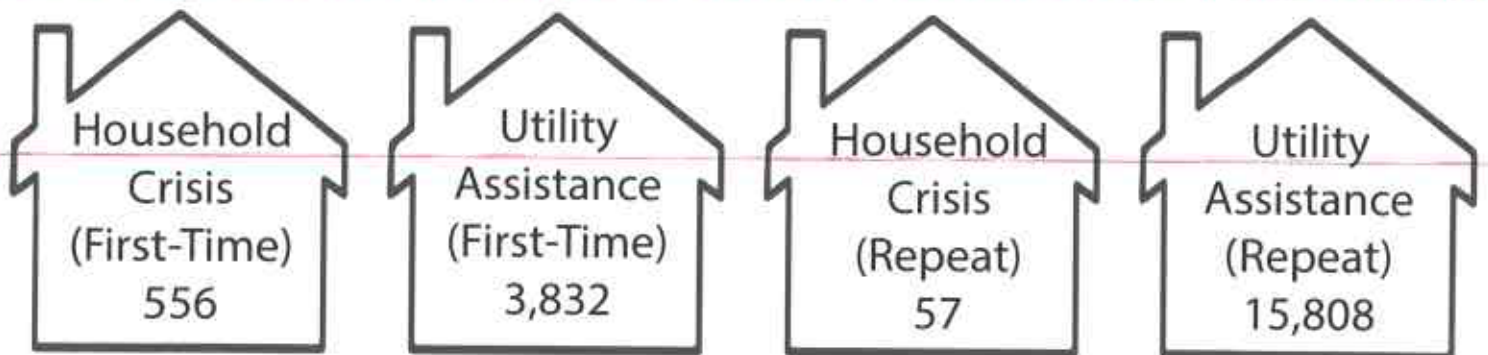 Household
Crisis
(First-Time)
556
Utility
Assistance
(First-Time)
3,832
Household
Crisis
(Repeat)
57
Utility
Assistance
(Repeat)
15,808